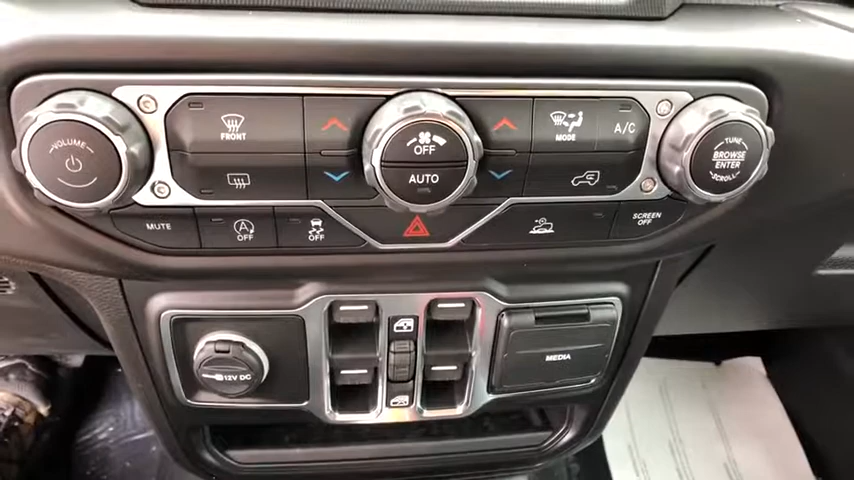 VOLUME
FRONT
OFF
AUTO
MODE
A/C
TUNE
BROWSE
ENTER
SCROLL
MUTE
OFF
OFF
SCREEN
OFF
12V DC
MEDIA